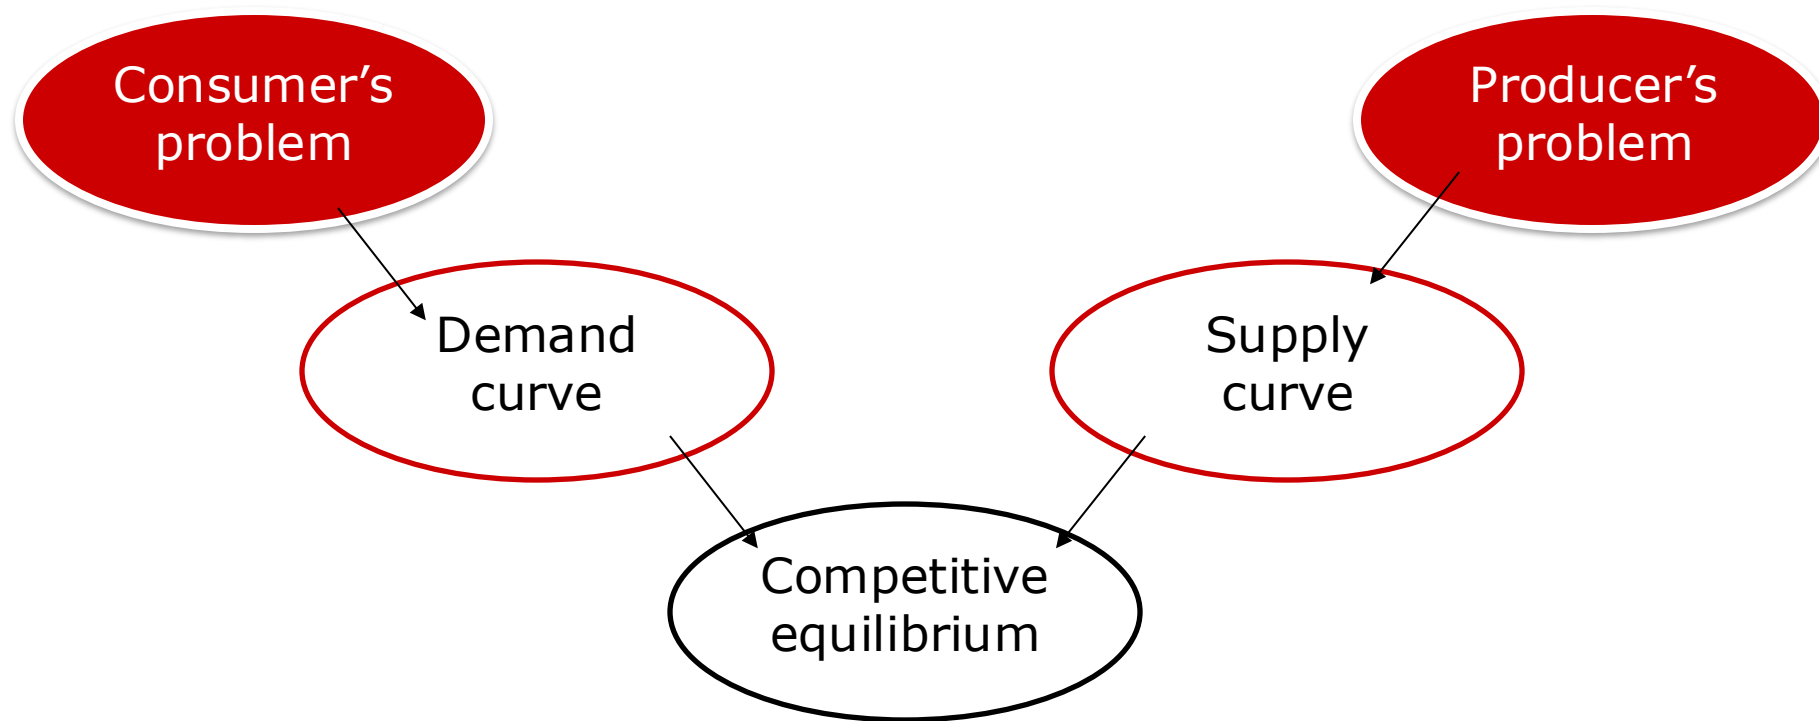 Consumer’s
problem
Producer’s
problem
Demand
curve
Supply
curve
Competitive
equilibrium